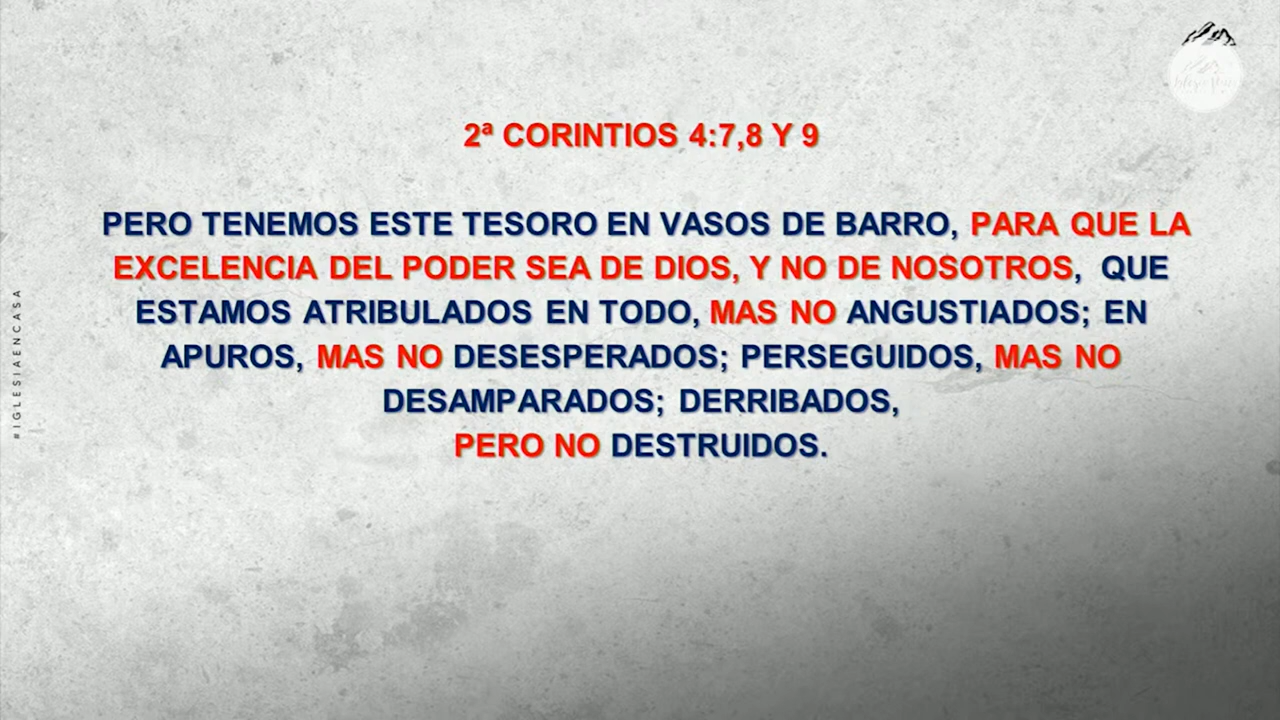 2ª CORINTIOS 4:7,8 Y 9
PERO TENEMOS ESTE TESORO EN VASOS DE BARRO, PARA QUE LA
EXCELENCIA DEL PODER SEA DE DIOS, Y NO DE NOSOTROS, QUE
ESTAMOS ATRIBULADOS EN TODO, MAS NO ANGUSTIADOS; EN
APUROS, MAS NO DESESPERADOS; PERSEGUIDOS, MAS NO
DESAMPARADOS; DERRIBADOS,
PERO NO DESTRUIDOS.
#IGLESIAENCASA